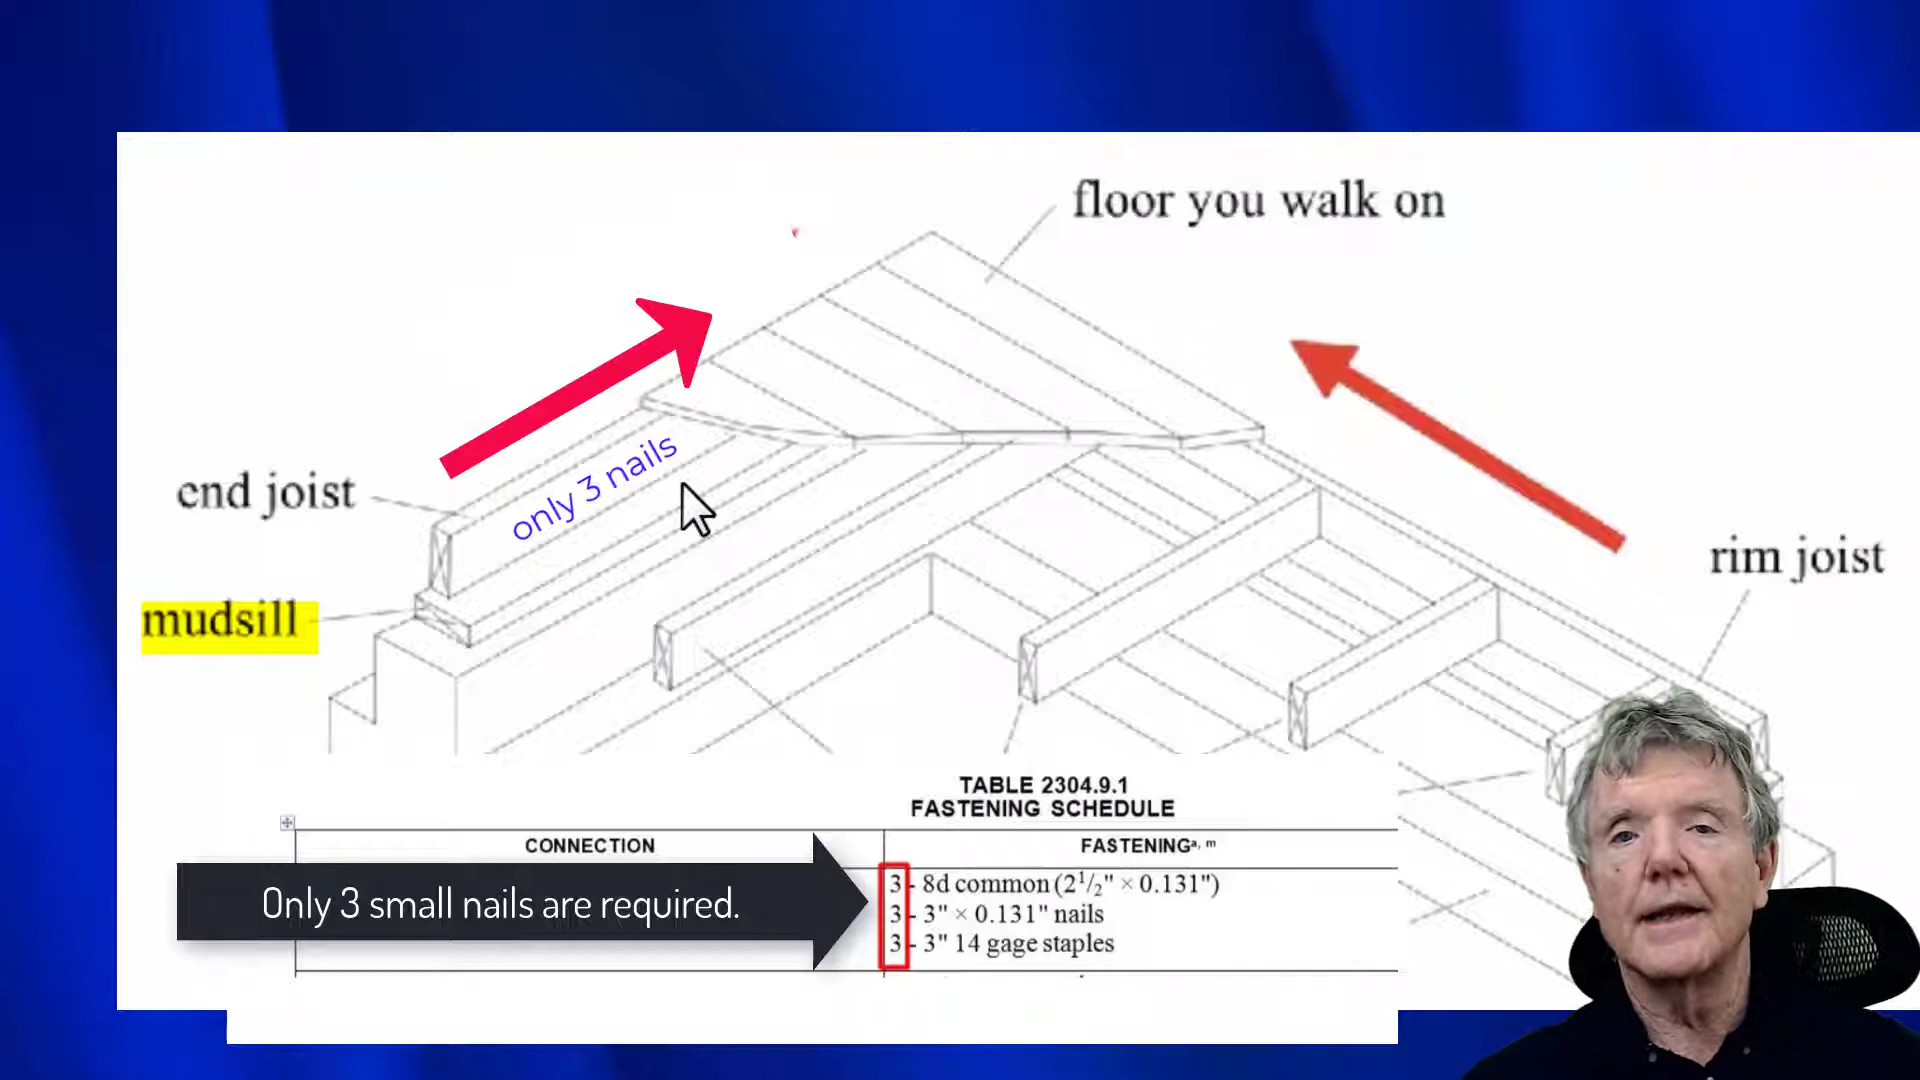 floor you walk on
only 3 nails
end joist
rim joist
mudsill
TABLE 2304.9.1
FASTENING SCHEDULE
CONNECTION
FASTENINGᵃ, ᵐ
Only 3 small nails are required.
3 - 8d common (2¹/₂" × 0.131")
3 - 3" × 0.131" nails
3 - 3" 14 gage staples